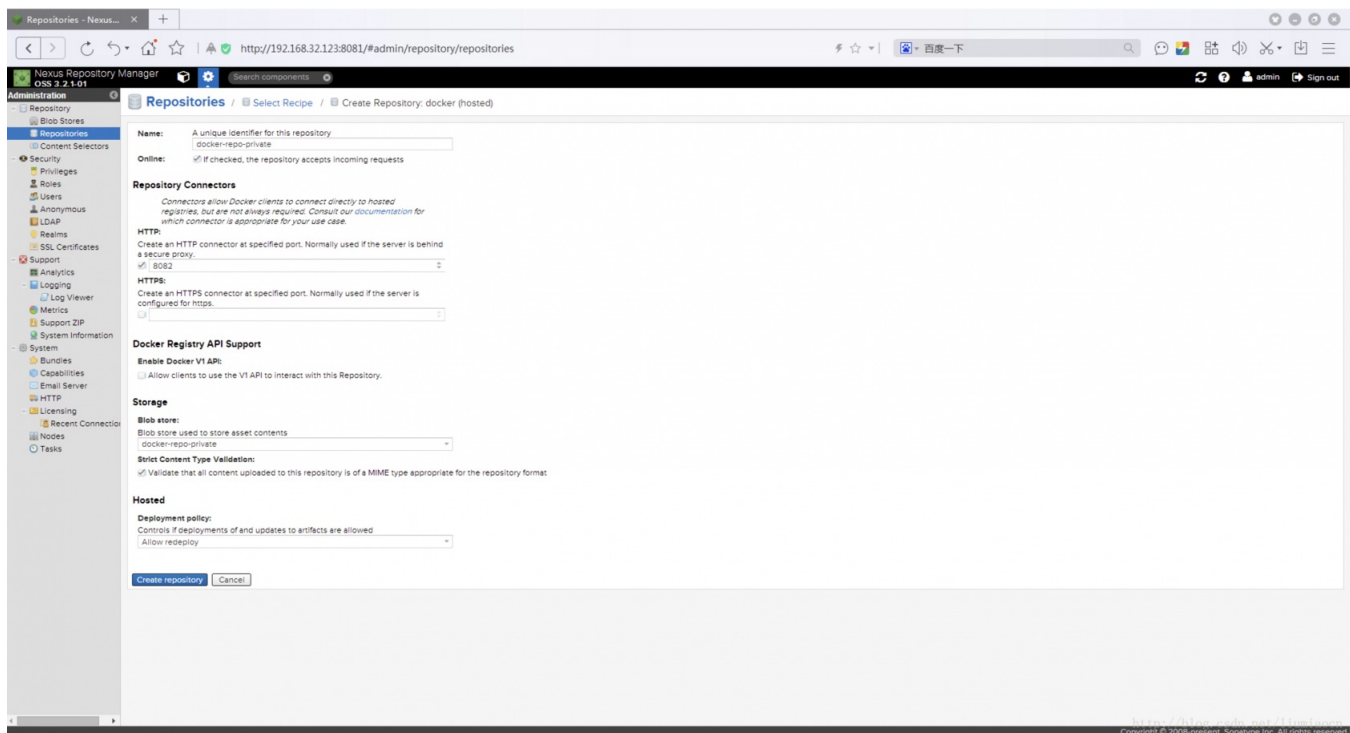 Repositories - Nexus...
http://192.168.32.123:8081/#admin/repository/repositories
百度一下
Nexus Repository Manager
OSS 3.2.1-01
Search components
admin
Sign out
Administration
Repository
Blob Stores
Repositories
Content Selectors
Security
Privileges
Roles
Users
Anonymous
LDAP
Realms
SSL Certificates
Support
Analytics
Logging
Log Viewer
Metrics
Support ZIP
System Information
System
Bundles
Capabilities
Email Server
HTTP
Licensing
Recent Connectio
Nodes
Tasks
Repositories / Select Recipe / Create Repository: docker (hosted)
Name: A unique identifier for this repository
docker-repo-private
Online: If checked, the repository accepts incoming requests
Repository Connectors
Connectors allow Docker clients to connect directly to hosted
registries, but are not always required. Consult our documentation for
which connector is appropriate for your use case.
HTTP:
Create an HTTP connector at specified port. Normally used if the server is behind
a secure proxy.
8082
HTTPS:
Create an HTTPS connector at specified port. Normally used if the server is
configured for https.
Docker Registry API Support
Enable Docker V1 API:
Allow clients to use the V1 API to interact with this Repository.
Storage
Blob store:
Blob store used to store asset contents
docker-repo-private
Strict Content Type Validation:
Validate that all content uploaded to this repository is of a MIME type appropriate for the repository format
Hosted
Deployment policy:
Controls if deployments of and updates to artifacts are allowed
Allow redeploy
Create repository
Cancel
http://blog.csdn.net/liumiaocn
Copyright © 2008-present, Sonatype Inc. All rights reserved.